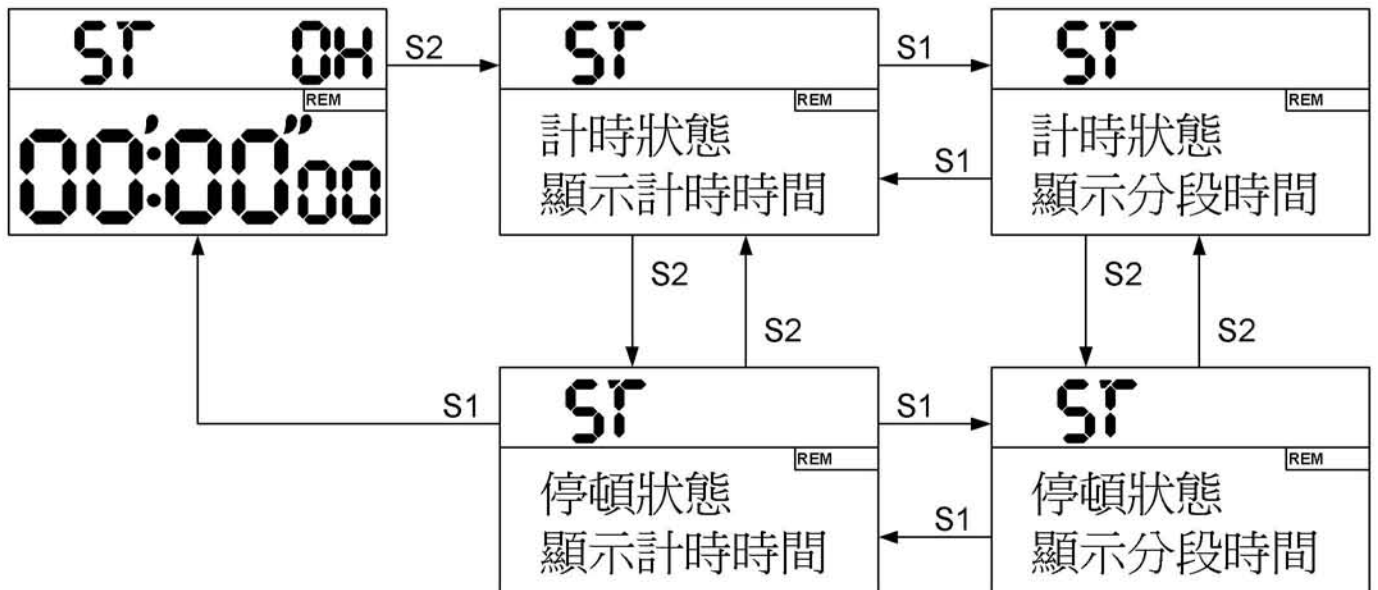 ST 0H
REM
00:00"00
S2
ST
REM
計時狀態
顯示計時時間
S1
S1
ST
REM
計時狀態
顯示分段時間
S2
S2
S2
S2
S1
ST
REM
停頓狀態
顯示計時時間
S1
S1
ST
REM
停頓狀態
顯示分段時間